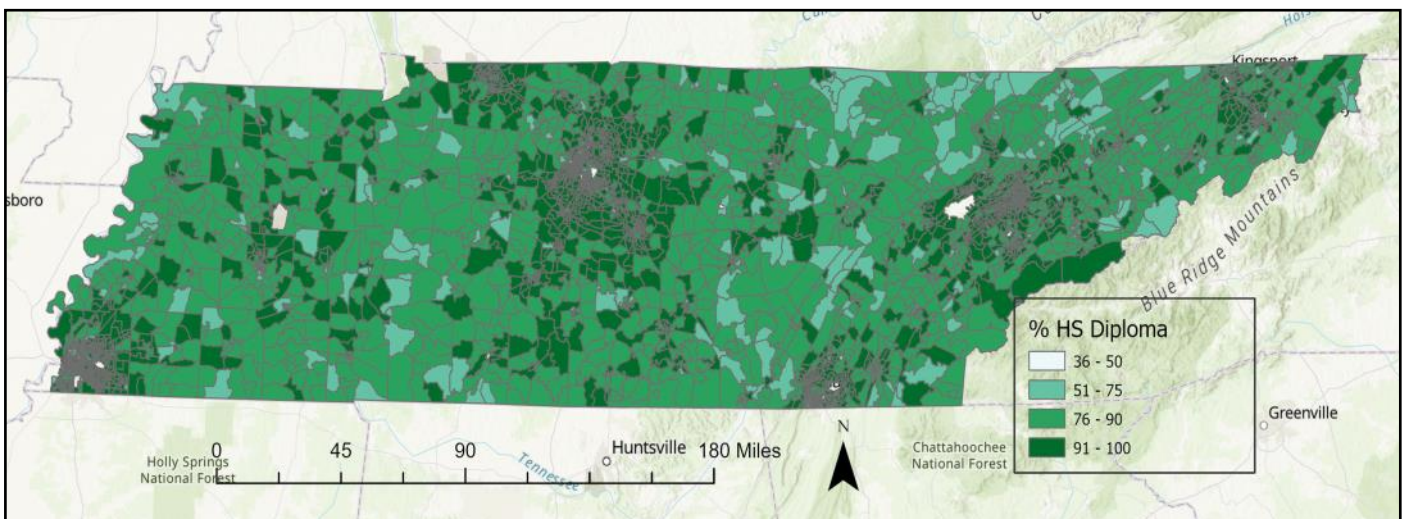 Kingsport
sboro
Blue Ridge Mountains
% HS Diploma
36 - 50
51 - 75
76 - 90
91 - 100
Greenville
N
0 45 90 180 Miles
Huntsville
Holly Springs
National Forest
Tennessee
Chattahoochee
National Forest